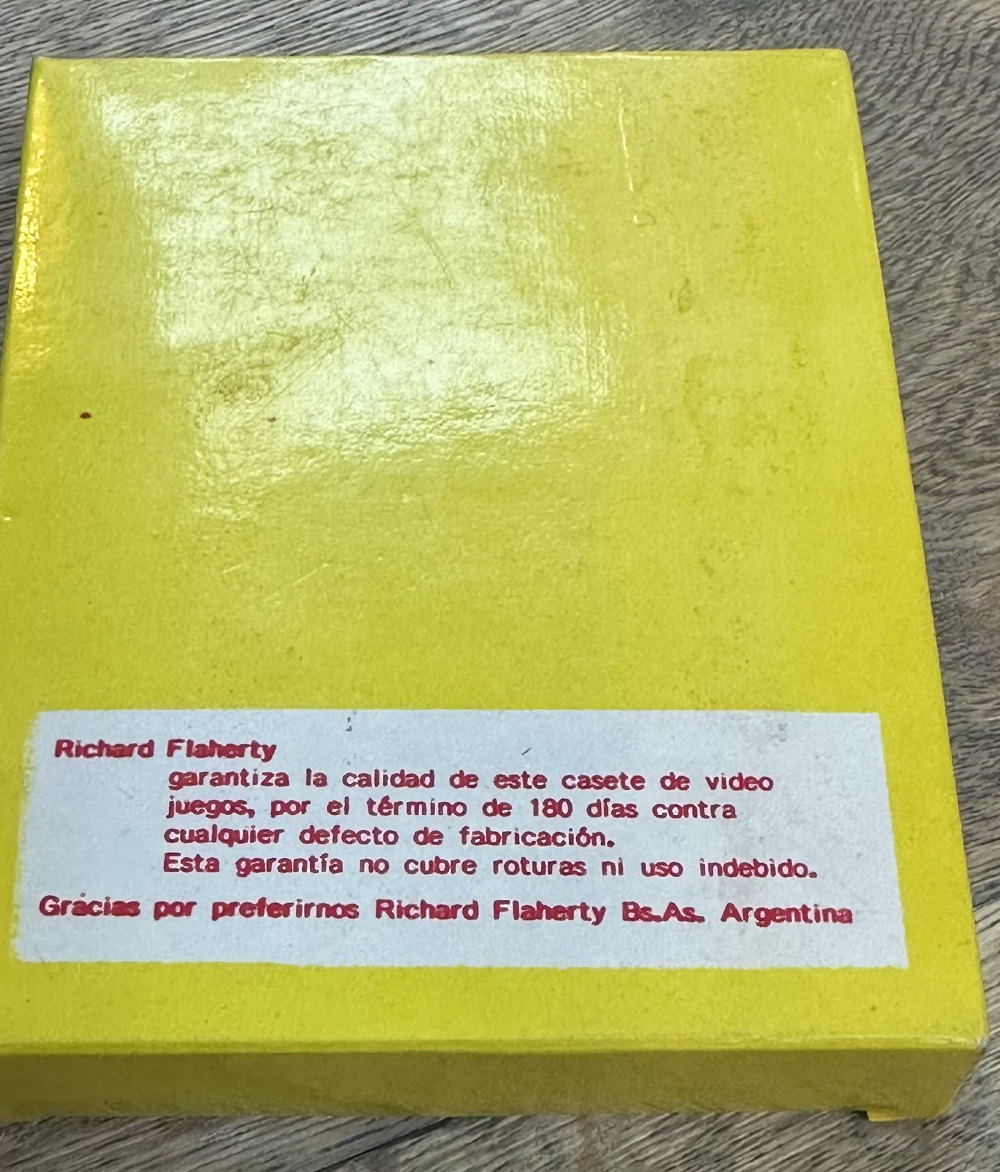 Richard Flaherty
garantiza la calidad de este casete de video
juegos, por el término de 180 días contra
cualquier defecto de fabricación.
Esta garantía no cubre roturas ni uso indebido.
Grácias por preferirnos Richard Flaherty Bs.As. Argentina